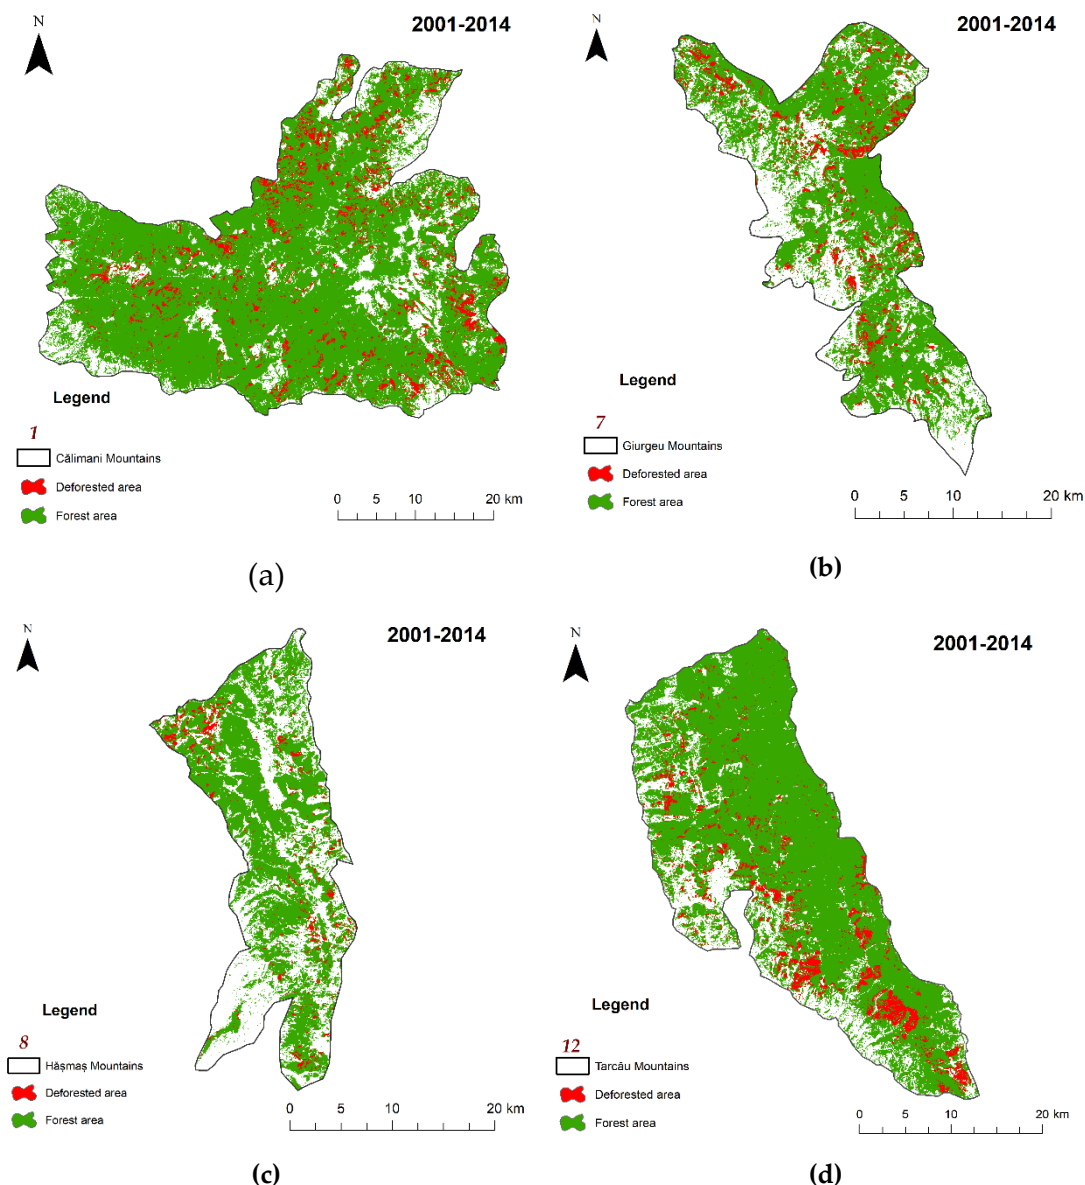 N
2001-2014
Legend
1
Călimani Mountains
Deforested area
Forest area
0 5 10 20 km
(a)
N
2001-2014
Legend
7
Giurgeu Mountains
Deforested area
Forest area
0 5 10 20 km
(b)
N
2001-2014
Legend
8
Hășmaș Mountains
Deforested area
Forest area
0 5 10 20 km
(c)
N
2001-2014
Legend
12
Tarcău Mountains
Deforested area
Forest area
0 5 10 20 km
(d)